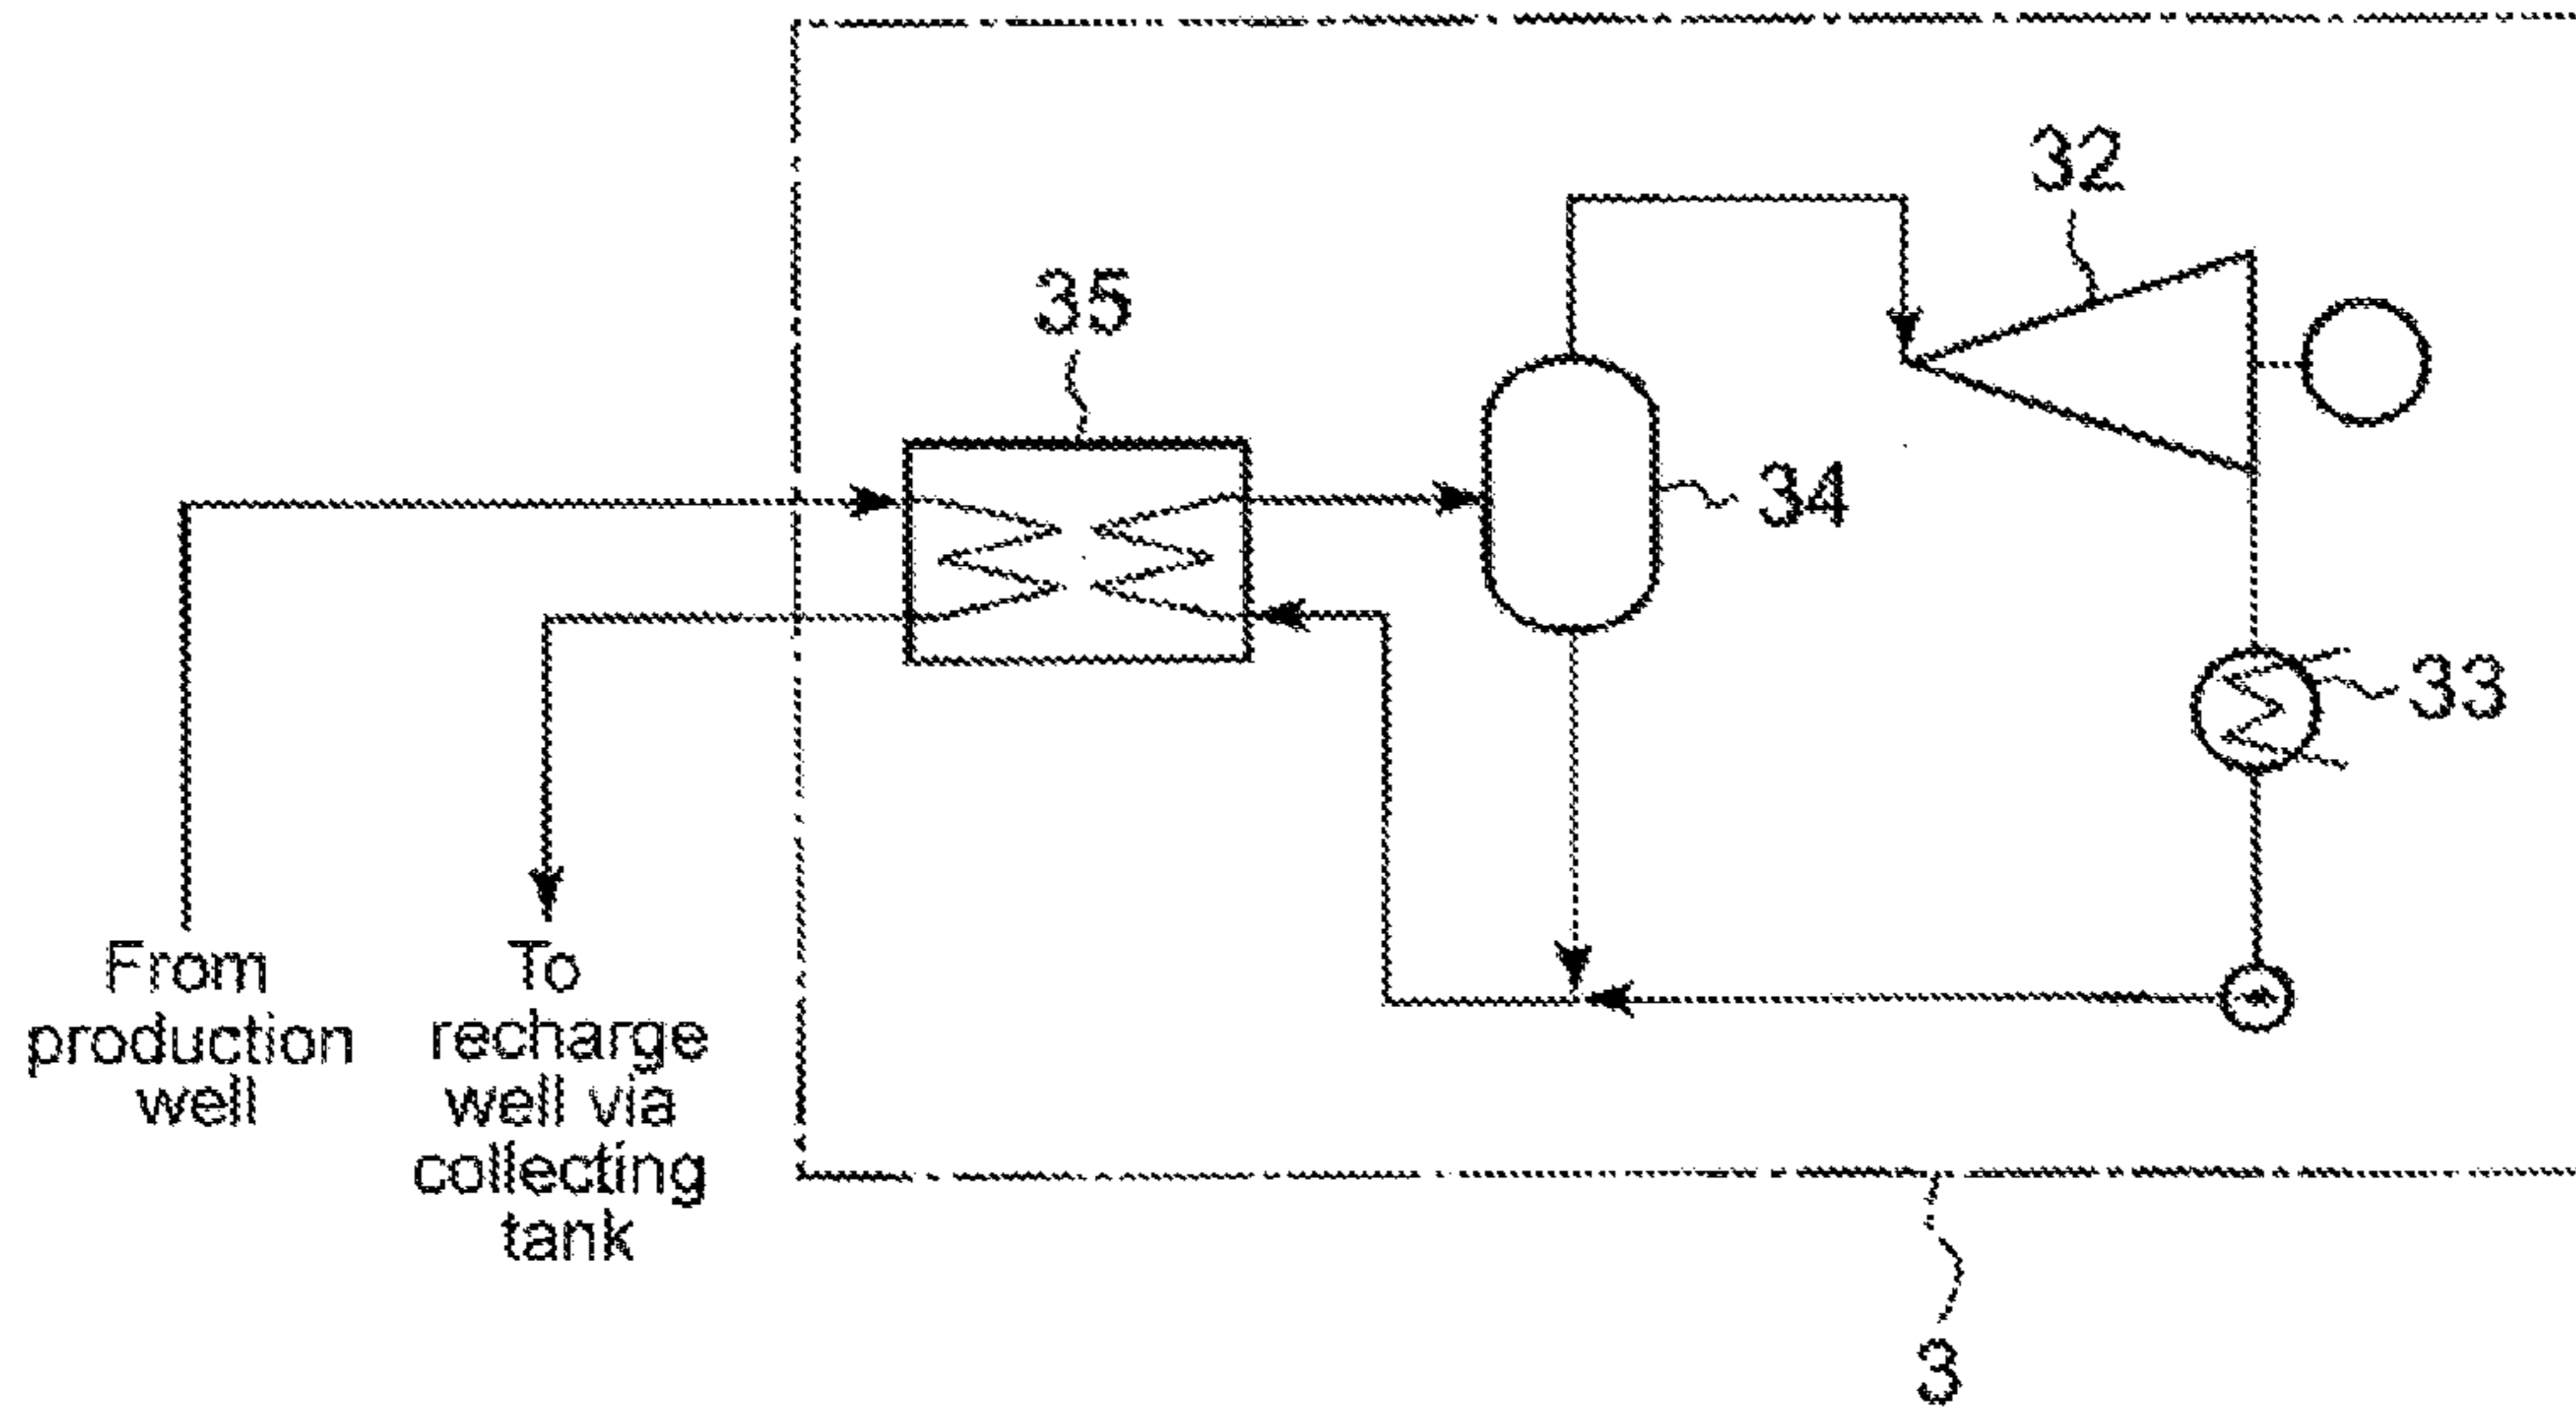 32
35
34
33
From
production
well
To
recharge
well via
collecting
tank
3